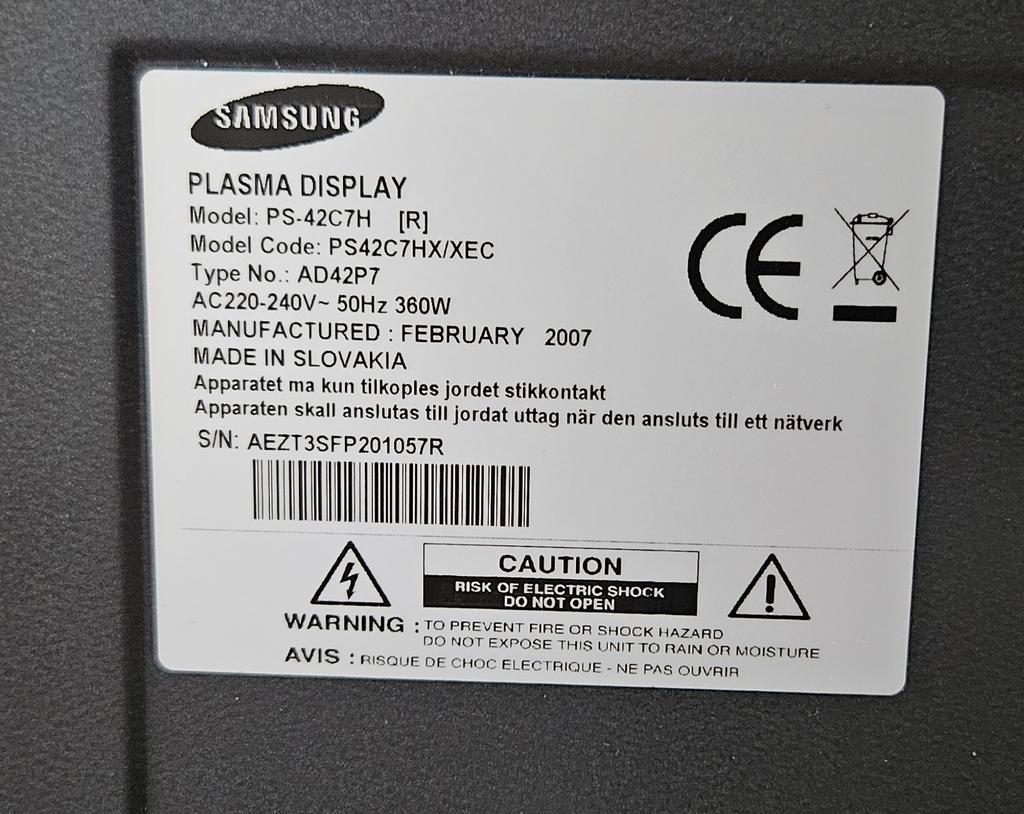 SAMSUNG
PLASMA DISPLAY
Model: PS-42C7H [R]
Model Code: PS42C7HX/XEC
Type No.: AD42P7
AC220-240V~ 50Hz 360W
MANUFACTURED : FEBRUARY 2007
MADE IN SLOVAKIA
Apparatet ma kun tilkoples jordet stikkontakt
Apparaten skall anslutas till jordat uttag när den ansluts till ett nätverk
S/N: AEZT3SFP201057R
CE
CAUTION
RISK OF ELECTRIC SHOCK
DO NOT OPEN
WARNING : TO PREVENT FIRE OR SHOCK HAZARD
DO NOT EXPOSE THIS UNIT TO RAIN OR MOISTURE
AVIS : RISQUE DE CHOC ELECTRIQUE - NE PAS OUVRIR